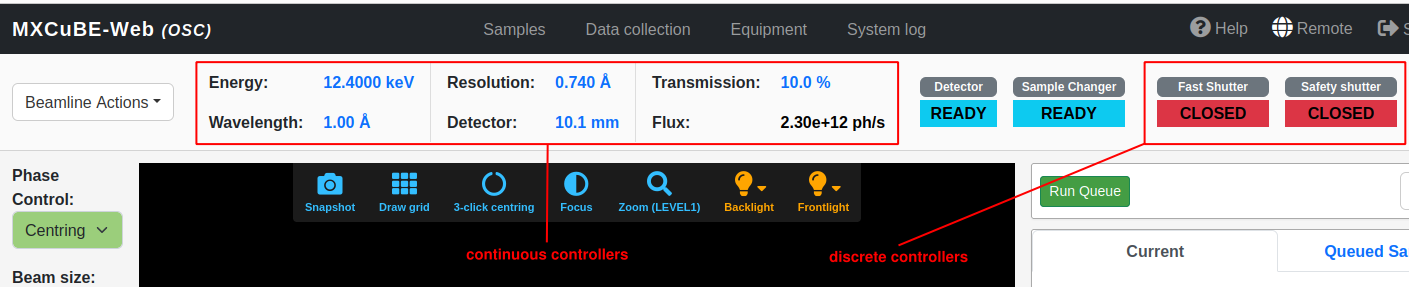 MXCuBE-Web (OSC)
Samples Data collection Equipment System log
Help Remote
Beamline Actions
Energy: 12.4000 keV Resolution: 0.740 Å Transmission: 10.0 %
Wavelength: 1.00 Å Detector: 10.1 mm Flux: 2.30e+12 ph/s
Detector Sample Changer Fast Shutter Safety shutter
READY READY CLOSED CLOSED
Phase
Control:
Centring
Beam size:
Snapshot Draw grid 3-click centring Focus Zoom (LEVEL1) Backlight Frontlight
continuous controllers
discrete controllers
Run Queue
Current Queued Sa